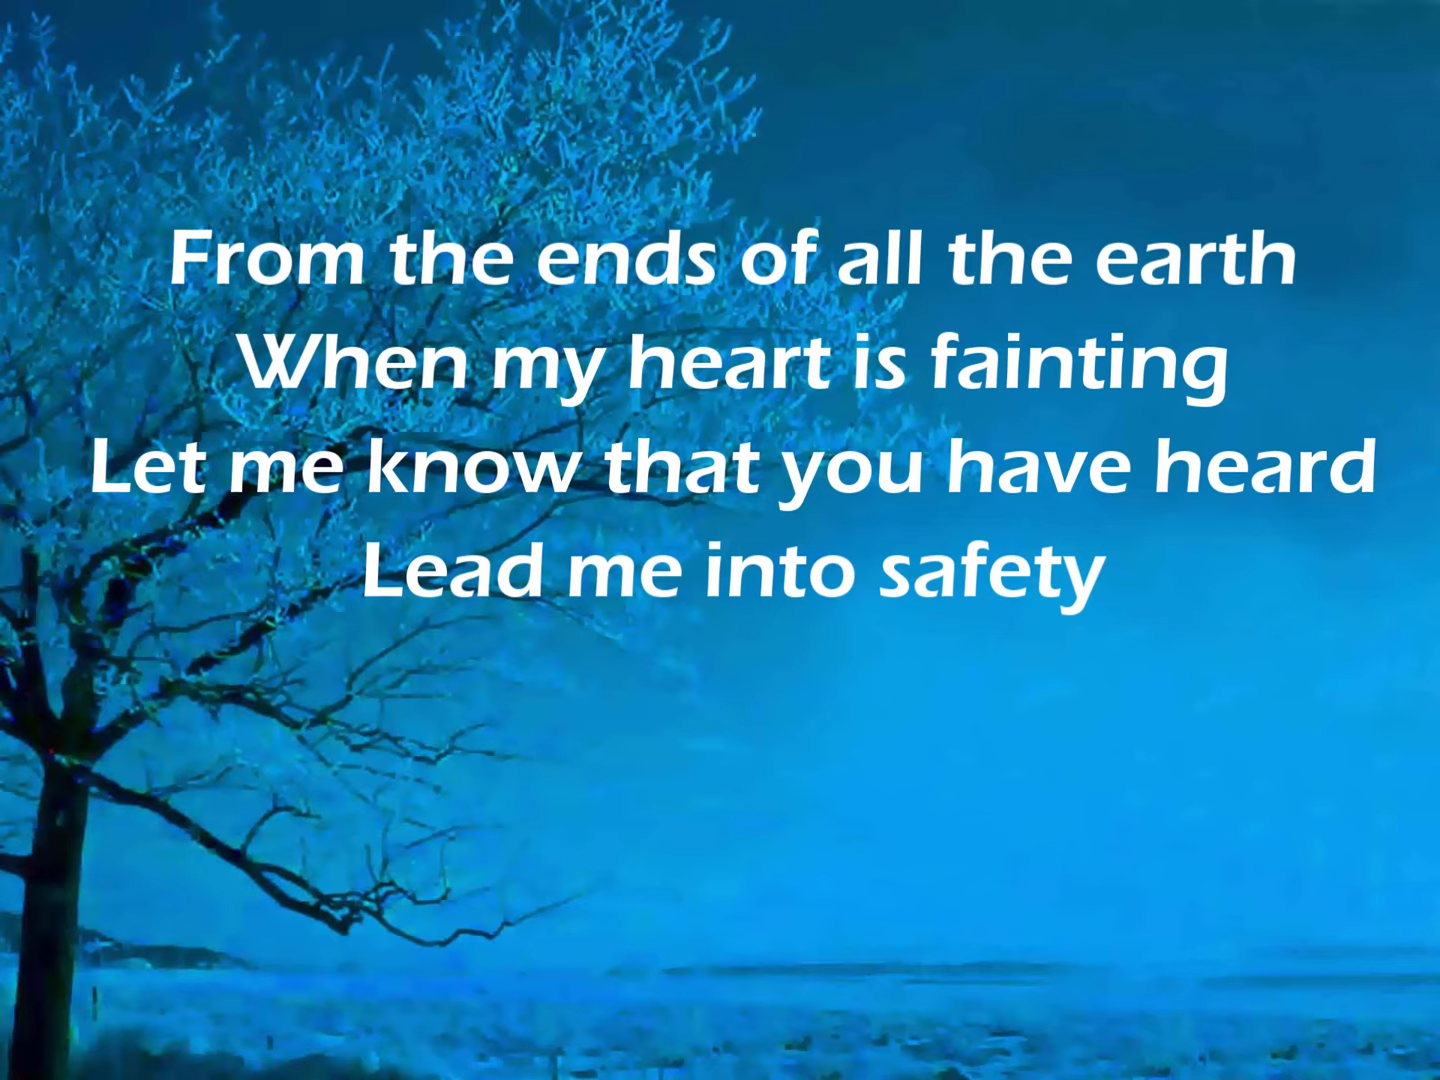 From the ends of all the earth
When my heart is fainting
Let me know that you have heard
Lead me into safety